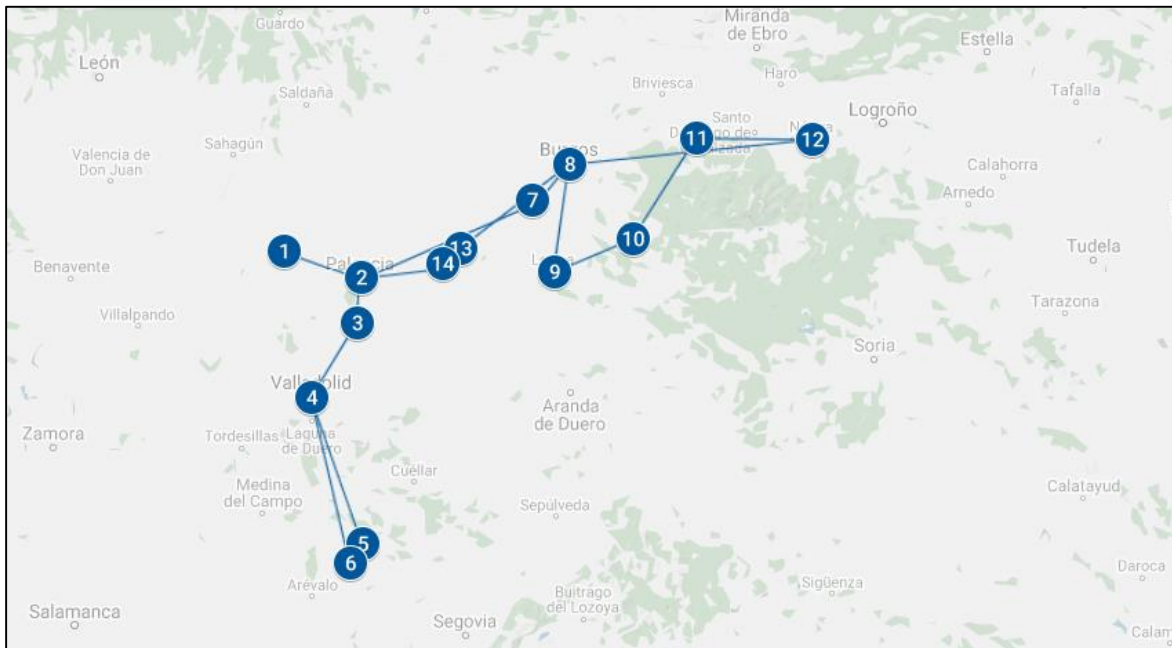 Guardo
Miranda
de Ebro
Estella
León
Haro
Tafalla
Briviesca
Saldaña
Logroño
Santo
11
12
Sahagún
8
Valencia de
Don Juan
Calahorra
7
Arnedo
10
13
1
Tudela
14
Palencia
Benavente
2
9
Tarazona
Villalpando
3
Soria
Valladolid
4
Aranda
de Duero
Zamora
Tordesillas
Laguna
de Duero
Cuéllar
Medina
del Campo
Calatayud
Sepúlveda
5
6
Daroca
Arévalo
Sigüenza
Buitrago
del Lozoya
Salamanca
Segovia